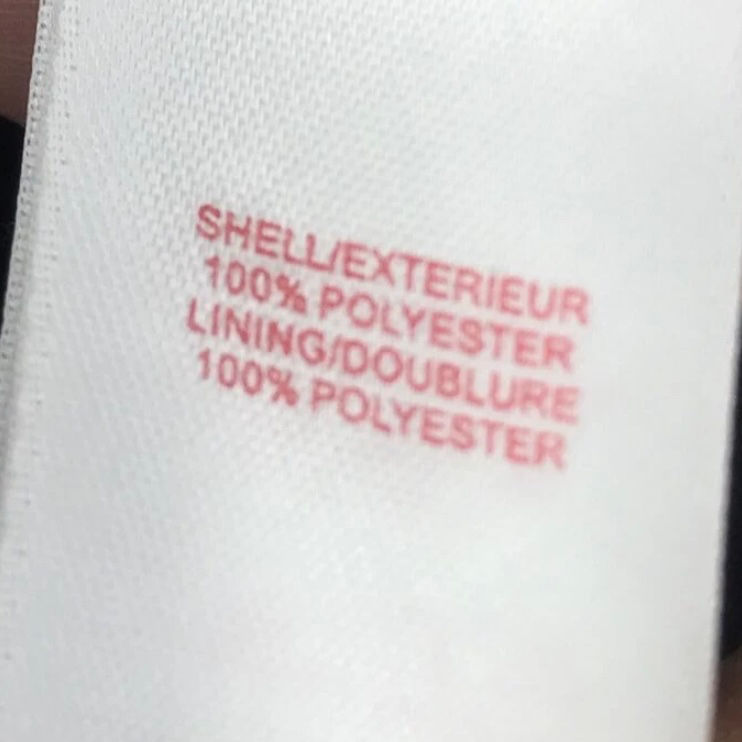 SHELL/EXTERIEUR
100% POLYESTER
LINING/DOUBLURE
100% POLYESTER